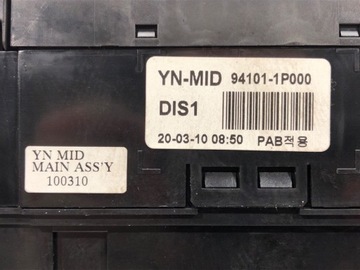 YN-MID 94101-1P000
DIS1
20-03-10 08:50 PAB적용
YN MID
MAIN ASS'Y
100310